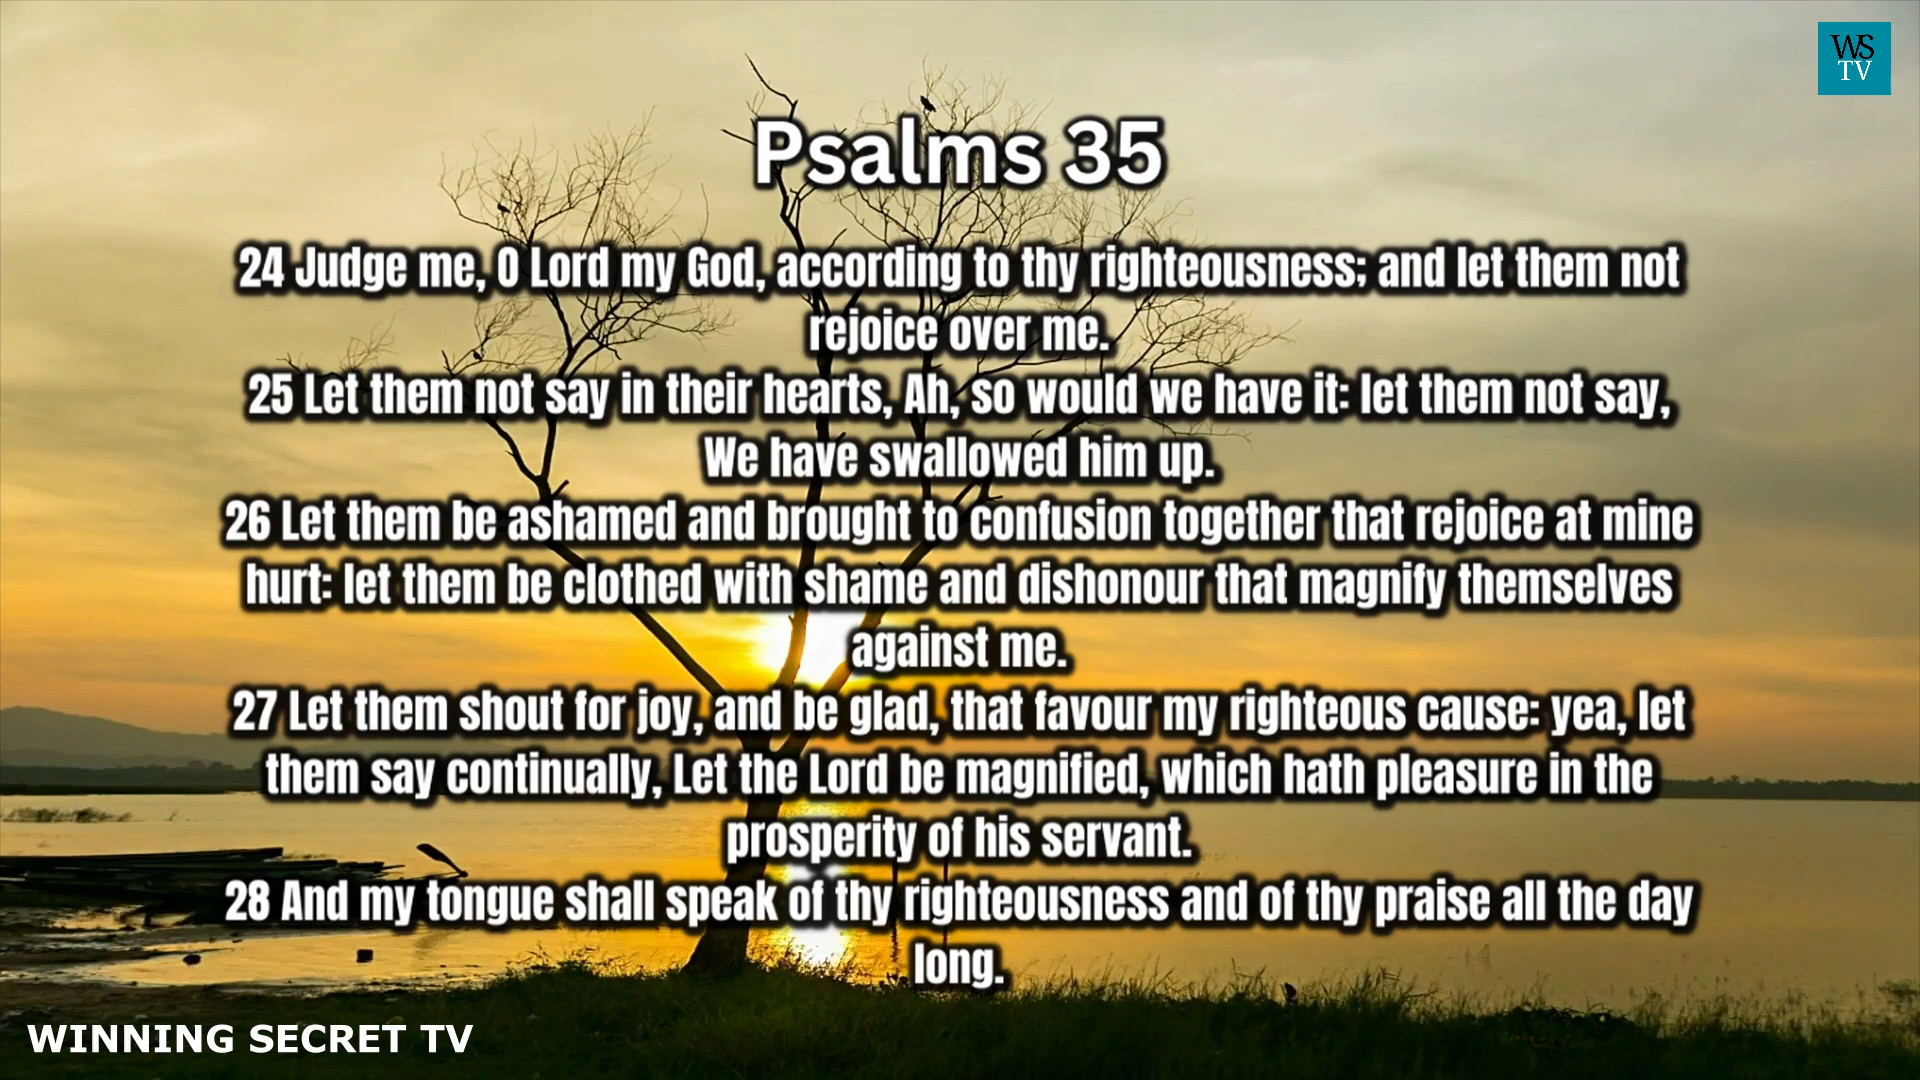 WS
TV
Psalms 35
24 Judge me, O Lord my God, according to thy righteousness; and let them not
rejoice over me.
25 Let them not say in their hearts, Ah, so would we have it: let them not say,
We have swallowed him up.
26 Let them be ashamed and brought to confusion together that rejoice at mine
hurt: let them be clothed with shame and dishonour that magnify themselves
against me.
27 Let them shout for joy, and be glad, that favour my righteous cause: yea, let
them say continually, Let the Lord be magnified, which hath pleasure in the
prosperity of his servant.
28 And my tongue shall speak of thy righteousness and of thy praise all the day
long.
WINNING SECRET TV